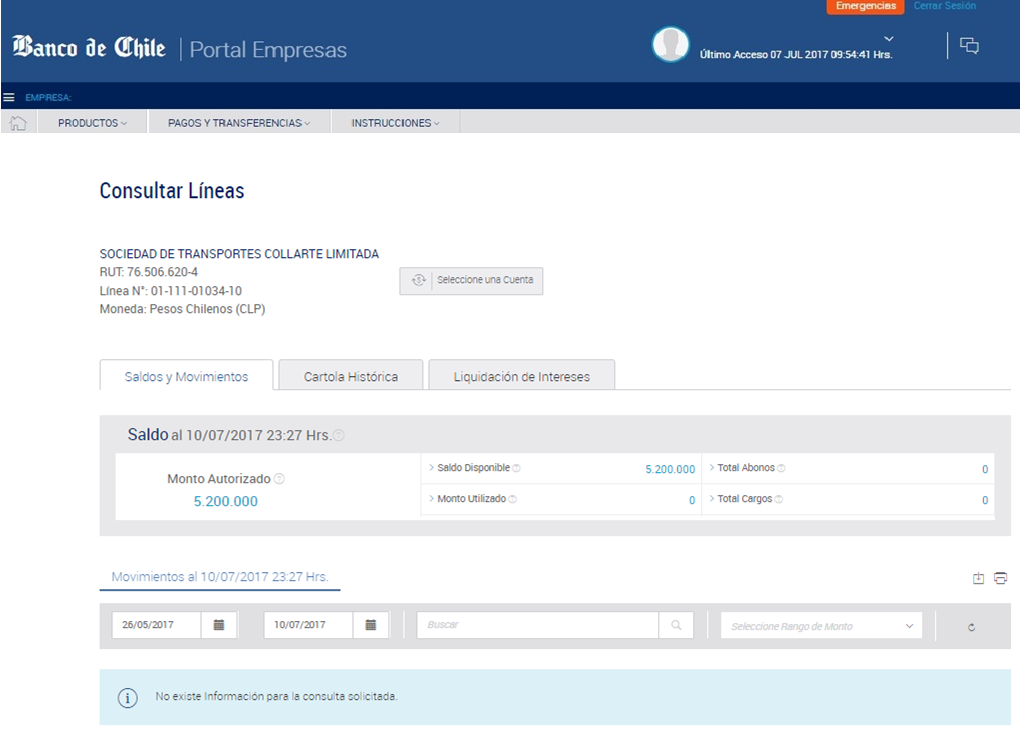 Emergencias Cerrar Sesión
Banco de Chile | Portal Empresas
Último Acceso 07 JUL 2017 09:54:41 Hrs.
EMPRESA:
PRODUCTOS PAGOS Y TRANSFERENCIAS INSTRUCCIONES
Consultar Líneas
SOCIEDAD DE TRANSPORTES COLLARTE LIMITADA
RUT: 76.506.620-4
Seleccione una Cuenta
Línea N°: 01-111-01034-10
Moneda: Pesos Chilenos (CLP)
Saldos y Movimientos Cartola Histórica Liquidación de Intereses
Saldo al 10/07/2017 23:27 Hrs.
Monto Autorizado
5.200.000
Saldo Disponible 5.200.000 Total Abonos 0
Monto Utilizado 0 Total Cargos 0
Movimientos al 10/07/2017 23:27 Hrs.
26/05/2017 10/07/2017 Buscar Seleccione Rango de Monto
No existe Información para la consulta solicitada.